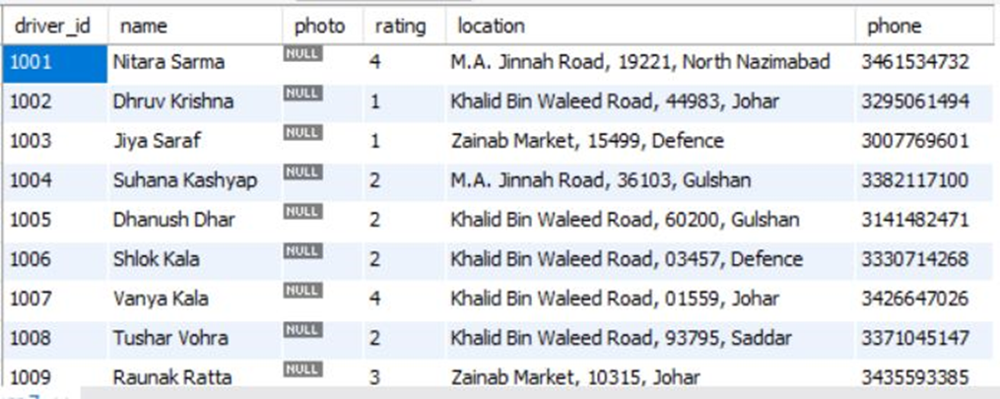 driver_id name photo rating location phone
1001 Nitara Sarma NULL 4 M.A. Jinnah Road, 19221, North Nazimabad 3461534732
1002 Dhruv Krishna NULL 1 Khalid Bin Waleed Road, 44983, Johar 3295061494
1003 Jiya Saraf NULL 1 Zainab Market, 15499, Defence 3007769601
1004 Suhana Kashyap NULL 2 M.A. Jinnah Road, 36103, Gulshan 3382117100
1005 Dhanush Dhar NULL 2 Khalid Bin Waleed Road, 60200, Gulshan 3141482471
1006 Shlok Kala NULL 2 Khalid Bin Waleed Road, 03457, Defence 3330714268
1007 Vanya Kala NULL 4 Khalid Bin Waleed Road, 01559, Johar 3426647026
1008 Tushar Vohra NULL 2 Khalid Bin Waleed Road, 93795, Saddar 3371045147
1009 Raunak Ratta NULL 3 Zainab Market, 10315, Johar 3435593385